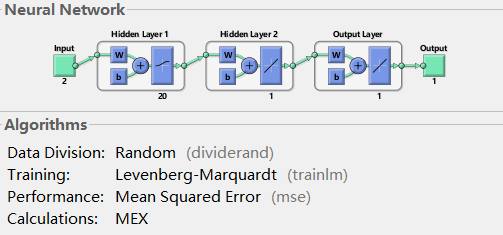 Neural Network
Hidden Layer 1
Hidden Layer 2
Output Layer
Input
Output
W
b
+
W
b
+
W
b
+
2
20
1
1
1
Algorithms
Data Division: Random (dividerand)
Training: Levenberg-Marquardt (trainlm)
Performance: Mean Squared Error (mse)
Calculations: MEX